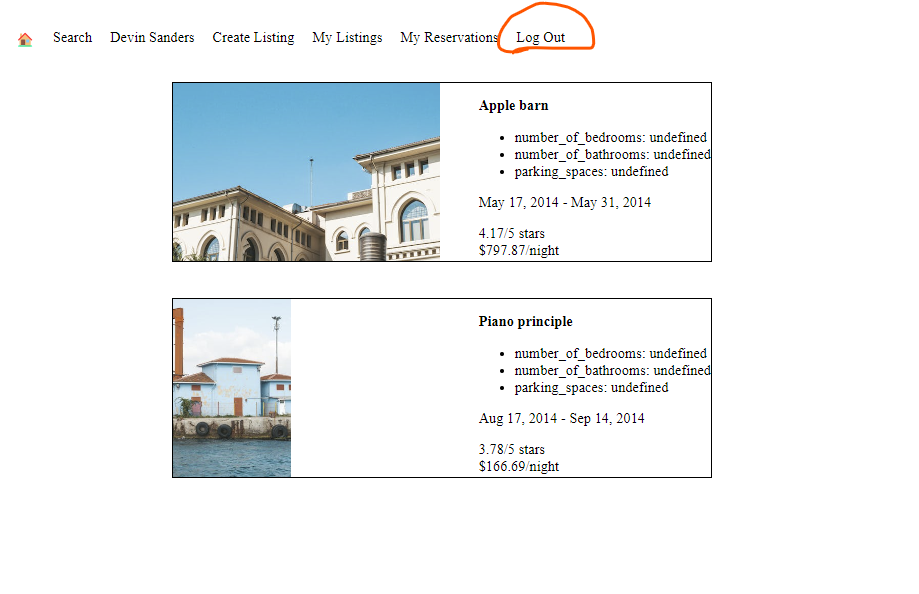 Search Devin Sanders Create Listing My Listings My Reservations Log Out
Apple barn
number_of_bedrooms: undefined
number_of_bathrooms: undefined
parking_spaces: undefined
May 17, 2014 - May 31, 2014
4.17/5 stars
$797.87/night
Piano principle
number_of_bedrooms: undefined
number_of_bathrooms: undefined
parking_spaces: undefined
Aug 17, 2014 - Sep 14, 2014
3.78/5 stars
$166.69/night